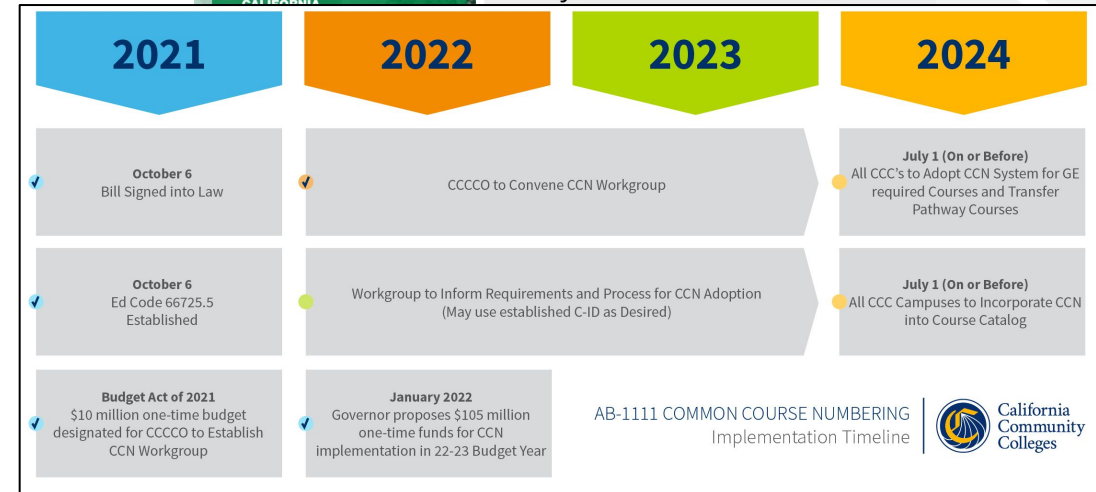 CALIFORNIA
2021
2022
2023
2024
October 6
Bill Signed into Law
CCCCO to Convene CCN Workgroup
July 1 (On or Before)
All CCC's to Adopt CCN System for GE
required Courses and Transfer
Pathway Courses
October 6
Ed Code 66725.5
Established
Workgroup to Inform Requirements and Process for CCN Adoption
(May use established C-ID as Desired)
July 1 (On or Before)
All CCC Campuses to Incorporate CCN
into Course Catalog
Budget Act of 2021
$10 million one-time budget
designated for CCCCO to Establish
CCN Workgroup
January 2022
Governor proposes $105 million
one-time funds for CCN
implementation in 22-23 Budget Year
AB-1111 COMMON COURSE NUMBERING
Implementation Timeline
California
Community
Colleges